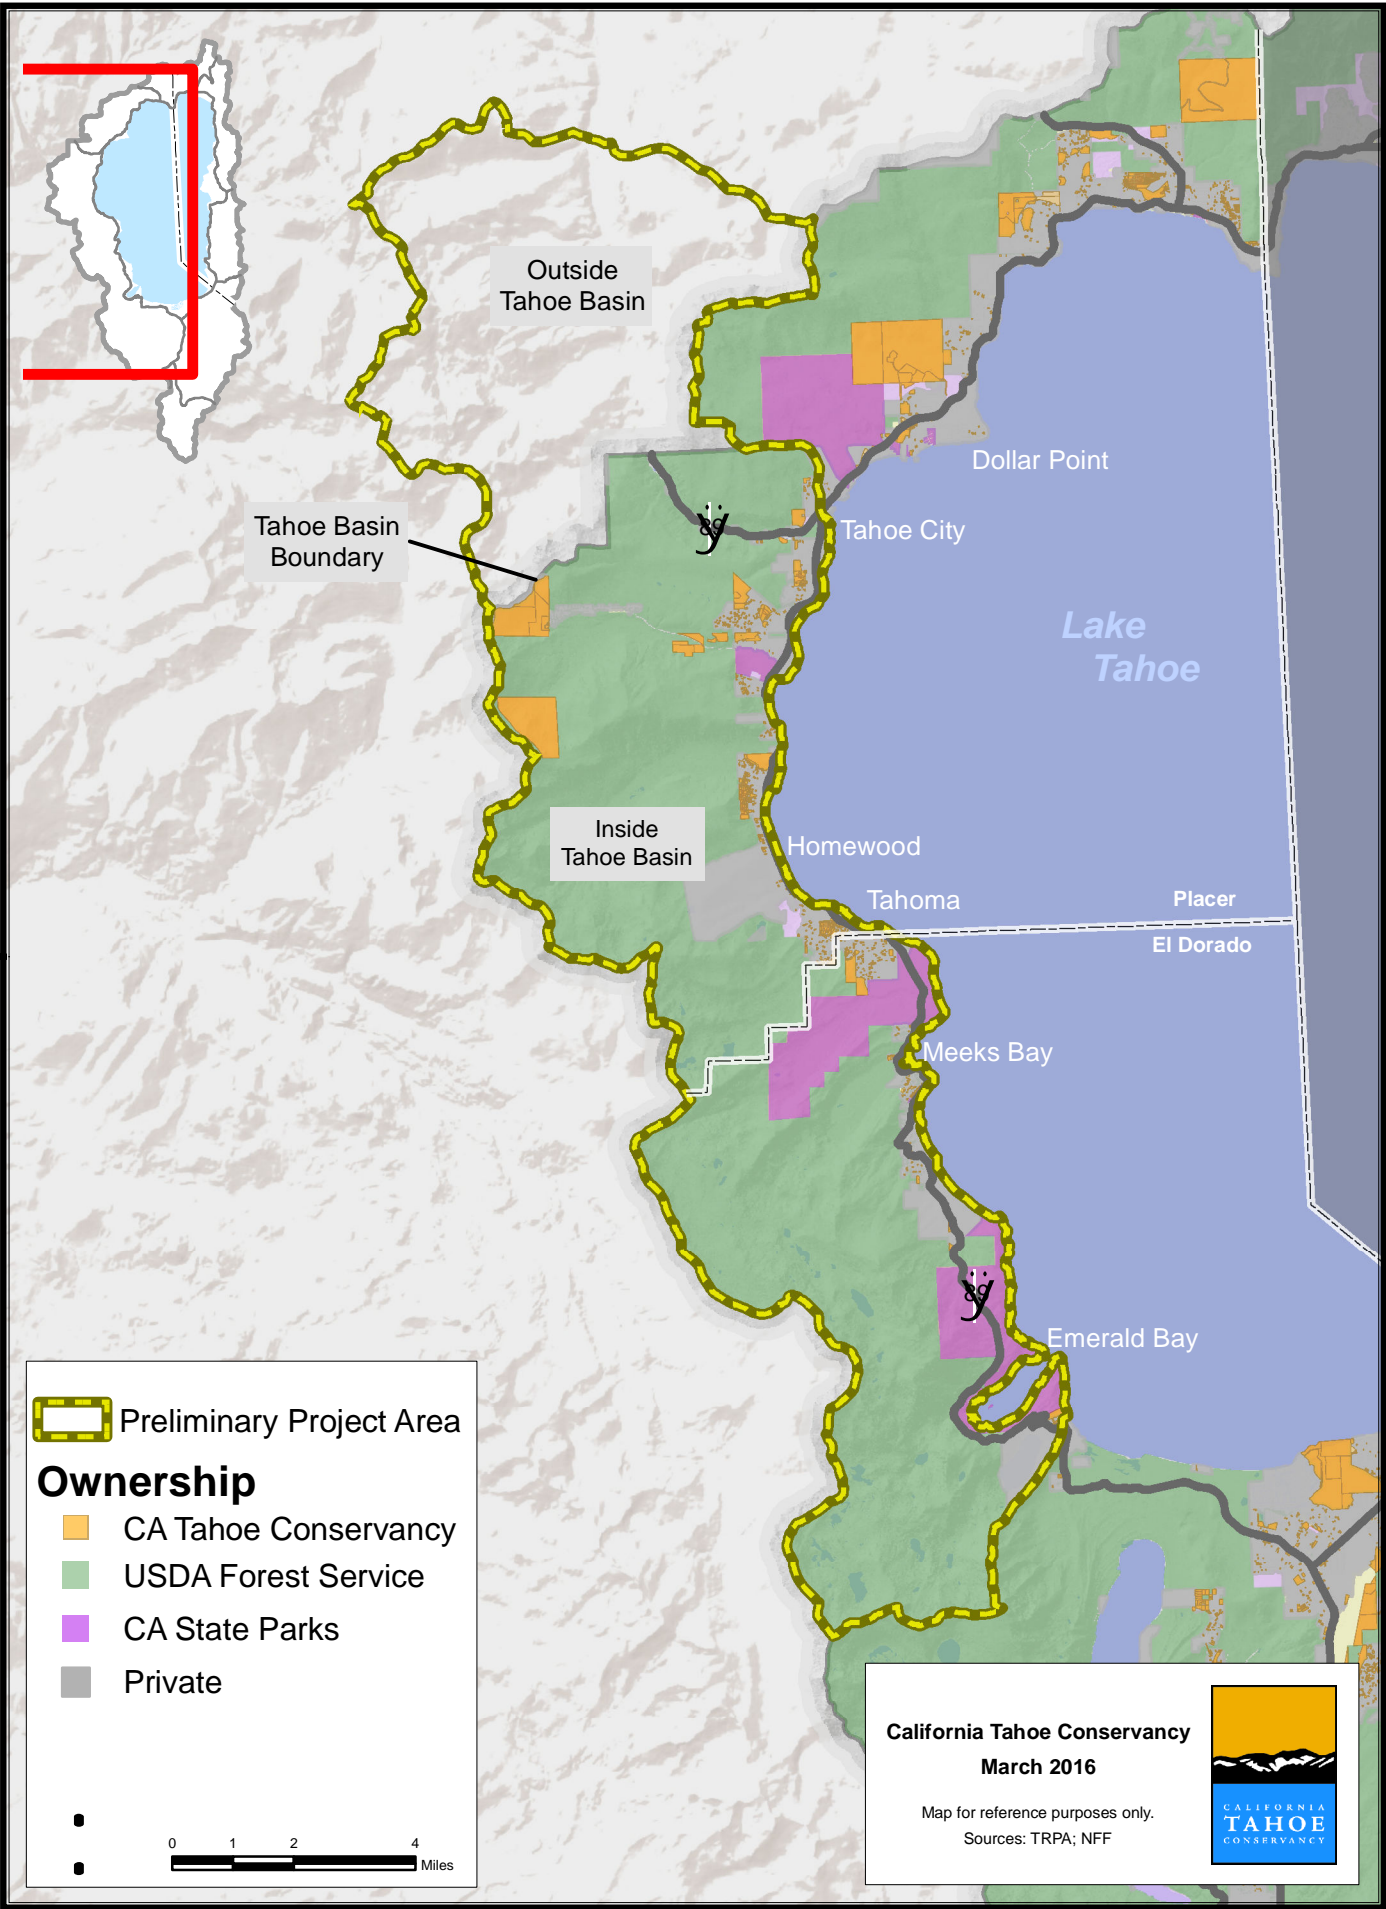 Outside
Tahoe Basin
Dollar Point
Tahoe Basin
Boundary
89
Tahoe City
Lake
Tahoe
Inside
Tahoe Basin
Homewood
Tahoma
Placer
El Dorado
Meeks Bay
89
Emerald Bay
Preliminary Project Area
Ownership
CA Tahoe Conservancy
USDA Forest Service
CA State Parks
Private
0 1 2 4
Miles
California Tahoe Conservancy
March 2016
Map for reference purposes only.
Sources: TRPA; NFF
CALIFORNIA
TAHOE
CONSERVANCY